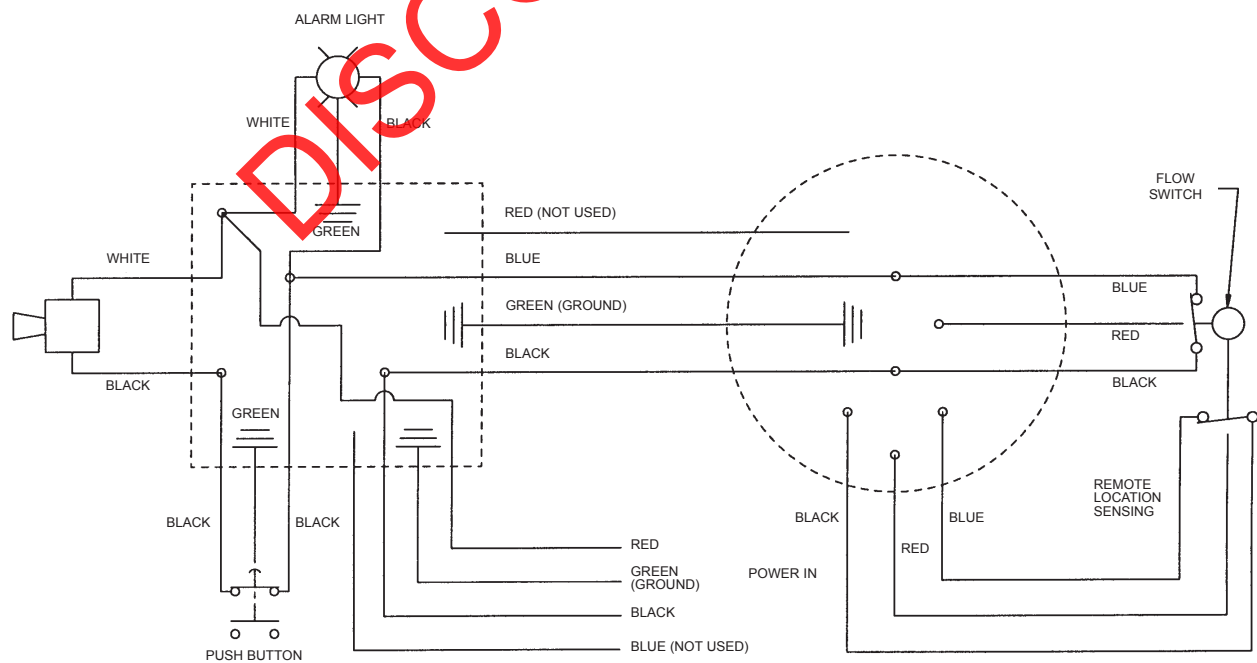 ALARM LIGHT
DISC
WHITE
BLACK
FLOW
SWITCH
RED (NOT USED)
GREEN
WHITE
BLUE
BLUE
GREEN (GROUND)
RED
BLACK
BLACK
BLACK
GREEN
REMOTE
LOCATION
SENSING
BLACK
BLACK
BLACK
BLUE
RED
RED
GREEN
(GROUND)
POWER IN
BLACK
BLUE (NOT USED)
PUSH BUTTON